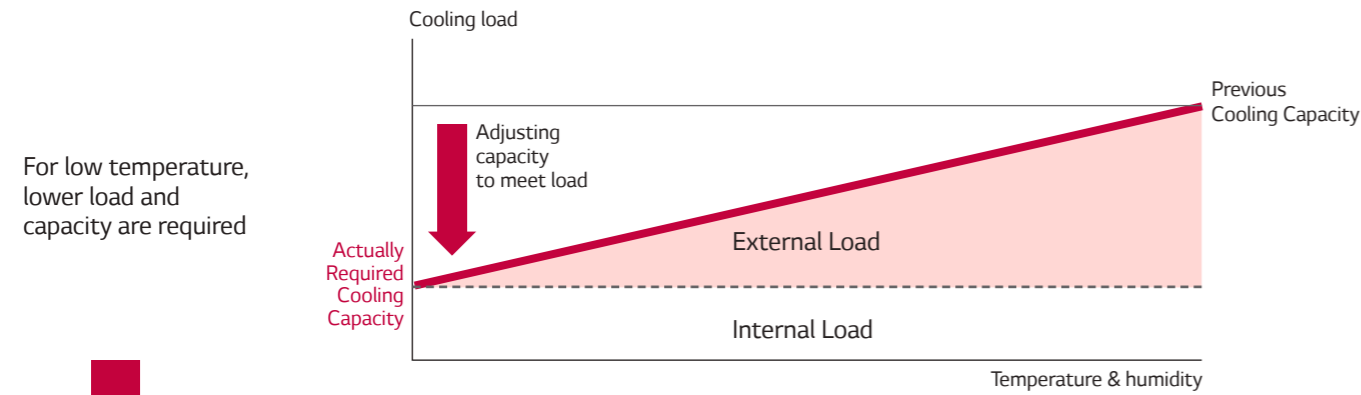 Cooling load
Previous
Cooling Capacity
Adjusting
capacity
to meet load
For low temperature,
lower load and
capacity are required
External Load
Actually
Required
Cooling
Capacity
Internal Load
Temperature & humidity